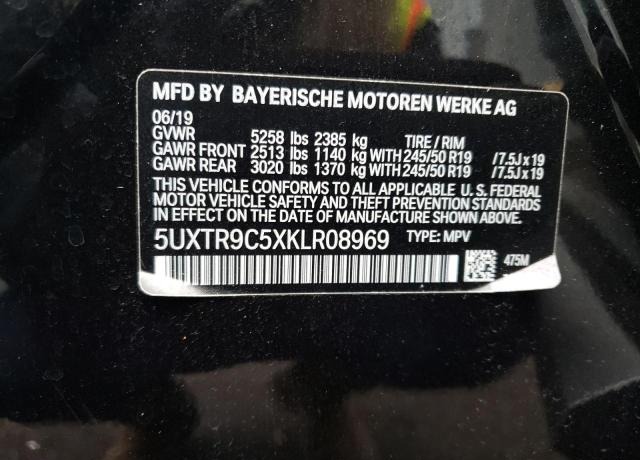 MFD BY BAYERISCHE MOTOREN WERKE AG
06/19
GVWR 5258 lbs 2385 kg TIRE / RIM
GAWR FRONT 2513 lbs 1140 kg WITH 245/50 R19 /7.5J x 19
GAWR REAR 3020 lbs 1370 kg WITH 245/50 R19 /7.5J x 19
THIS VEHICLE CONFORMS TO ALL APPLICABLE U. S. FEDERAL
MOTOR VEHICLE SAFETY AND THEFT PREVENTION STANDARDS
IN EFFECT ON THE DATE OF MANUFACTURE SHOWN ABOVE.
5UXTR9C5XKLR08969 TYPE: MPV
475M